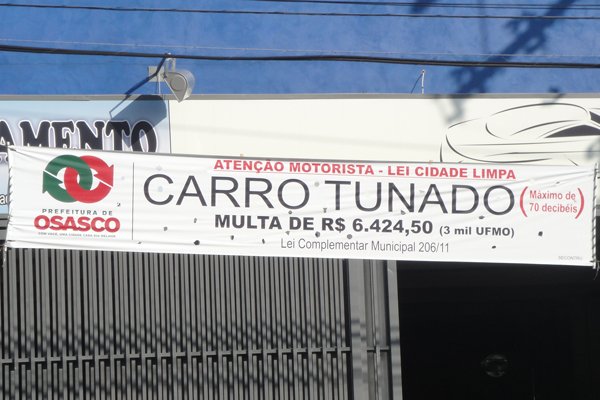 AMENTO
ATENÇÃO MOTORISTA - LEI CIDADE LIMPA
CARRO TUNADO
(Máximo de
70 decibéis)
MULTA DE R$ 6.424,50 (3 mil UFMO)
Lei Complementar Municipal 206/11
PREFEITURA DE
OSASCO